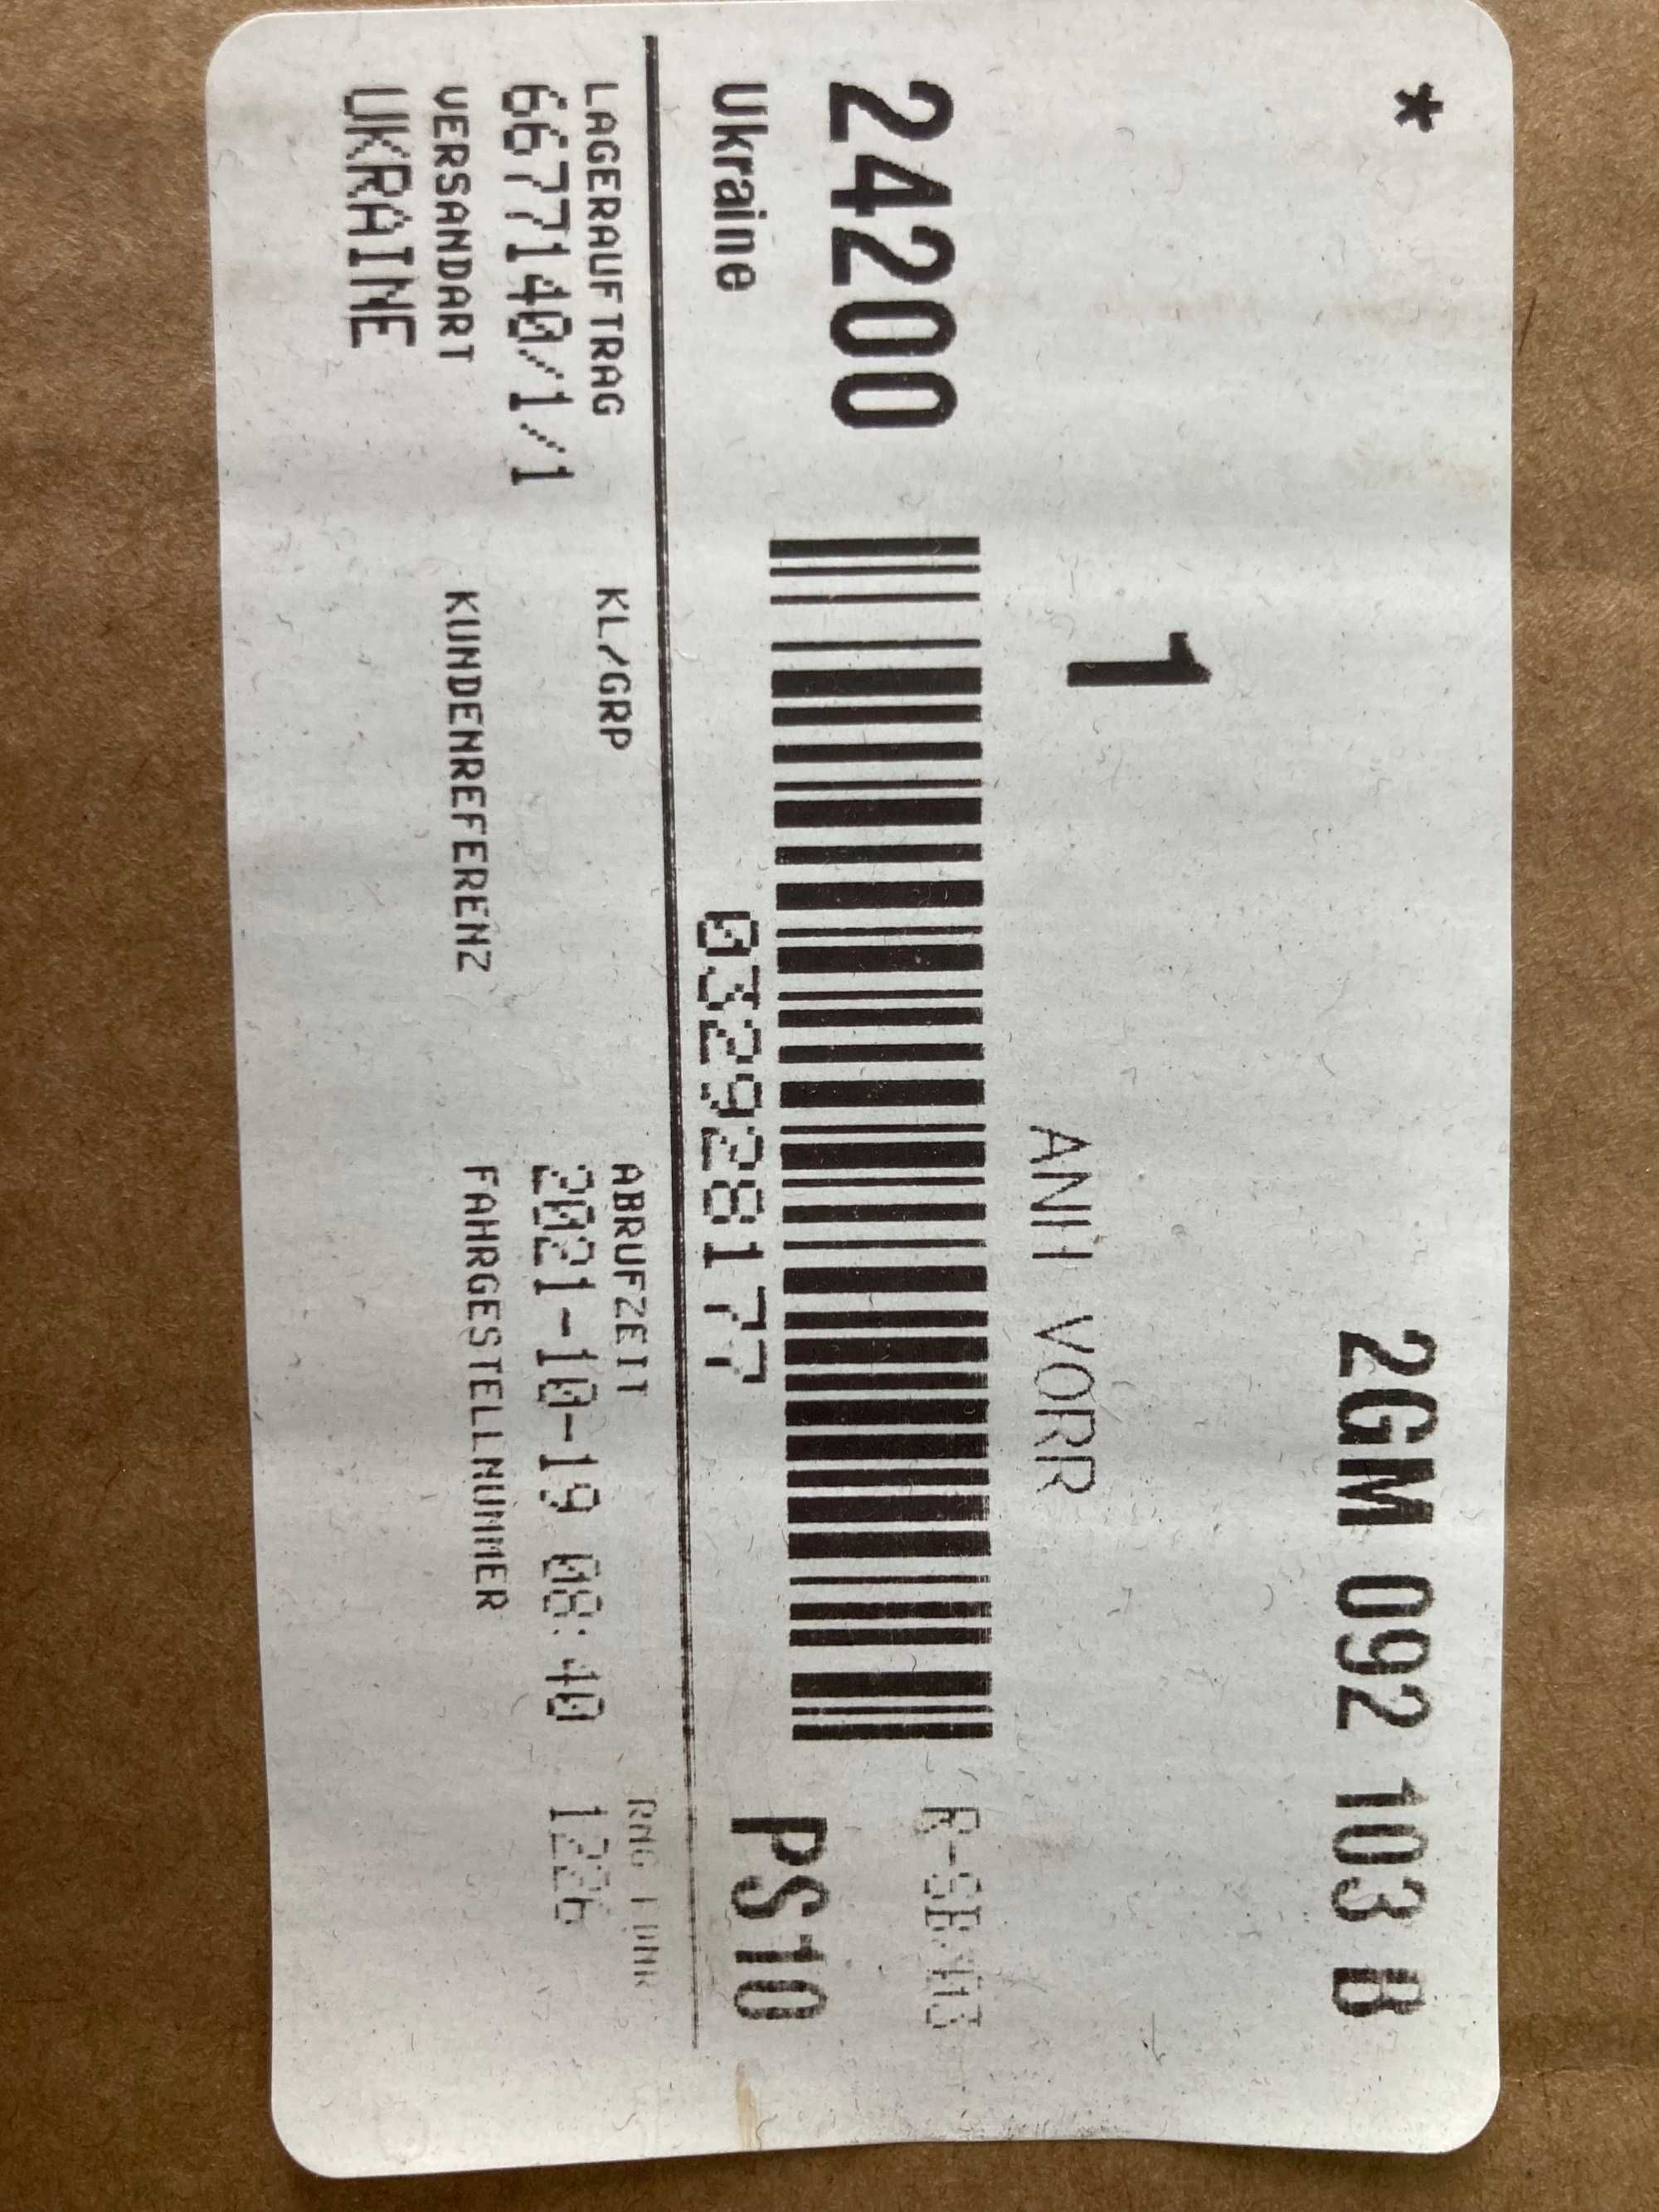 * 2GM 092 103 B
1 ANH VORR
24200
Ukraine
03292817​7
PS10
LAGERAUFTRAG KL/GRP ABRUFZEIT
6677140/1/1 2021-10-19 08:40 1226
VERSANDART KUNDENREFERENZ FAHRGESTELLNUMMER
UKRAINE